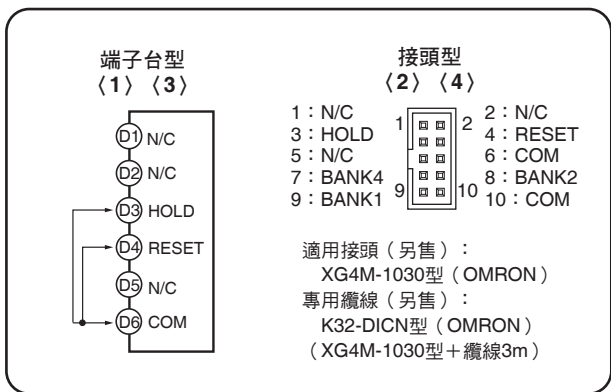 端子台型
〈1〉〈3〉
D1 N/C
D2 N/C
D3 HOLD
D4 RESET
D5 N/C
D6 COM
接頭型
〈2〉〈4〉
1：N/C
3：HOLD
5：N/C
7：BANK4
9：BANK1
1 2
9 10
2：N/C
4：RESET
6：COM
8：BANK2
10：COM
適用接頭（另售）：
XG4M-1030型（OMRON）
專用纜線（另售）：
K32-DICN型（OMRON）
（XG4M-1030型＋纜線3m）